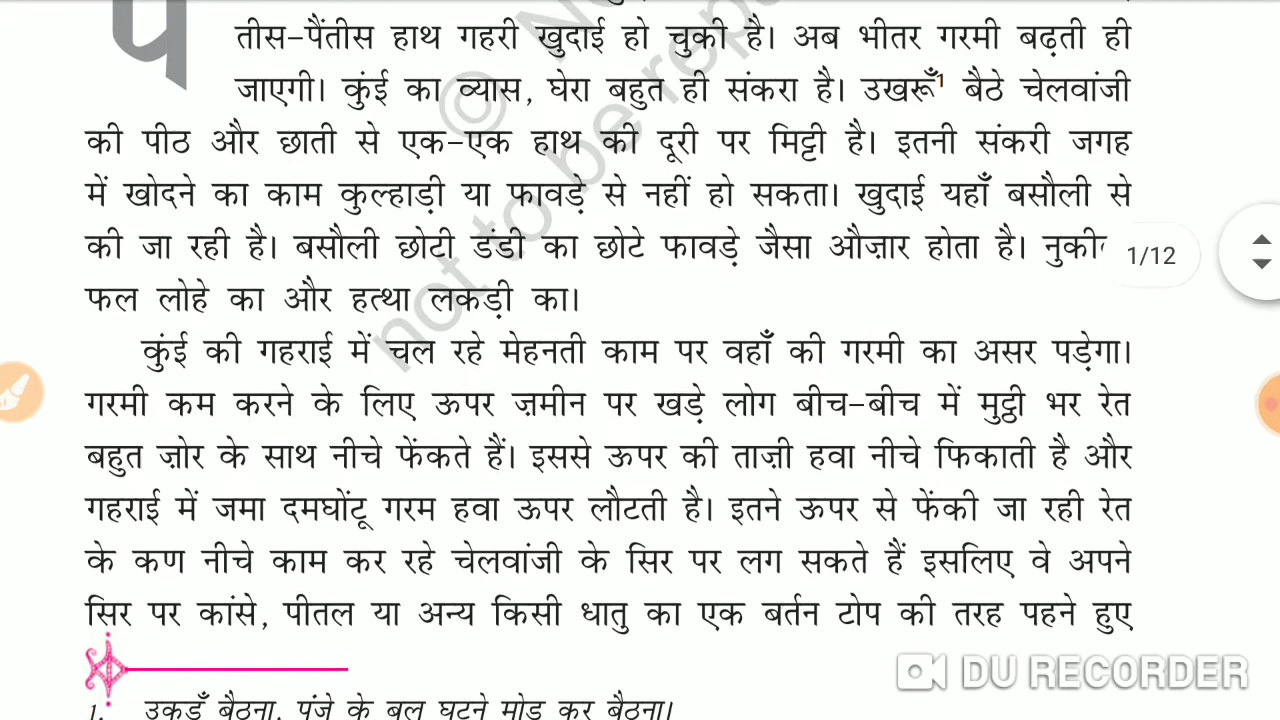 तीस-पैंतीस हाथ गहरी खुदाई हो चुकी है। अब भीतर गरमी बढ़ती ही
जाएगी। कुंई का व्यास, घेरा बहुत ही संकरा है। उखरूँ¹ बैठे चेलवांजी
की पीठ और छाती से एक-एक हाथ की दूरी पर मिट्टी है। इतनी संकरी जगह
में खोदने का काम कुल्हाड़ी या फावड़े से नहीं हो सकता। खुदाई यहाँ बसौली से
की जा रही है। बसौली छोटी डंडी का छोटे फावड़े जैसा औज़ार होता है।
1/12
फल लोहे का और हत्था लकड़ी का।
कुंई की गहराई में चल रहे मेहनती काम पर वहाँ की गरमी का असर पड़ेगा।
गरमी कम करने के लिए ऊपर ज़मीन पर खड़े लोग बीच-बीच में मुट्ठी भर रेत
बहुत ज़ोर के साथ नीचे फेंकते हैं। इससे ऊपर की ताज़ी हवा नीचे फिकाती है और
गहराई में जमा दमघोंटू गरम हवा ऊपर लौटती है। इतने ऊपर से फेंकी जा रही रेत
के कण नीचे काम कर रहे चेलवांजी के सिर पर लग सकते हैं इसलिए वे अपने
सिर पर कांसे, पीतल या अन्य किसी धातु का एक बर्तन टोप की तरह पहने हुए
1. उकड़ूँ बैठना, पंजे के बल घुटने मोड़ कर बैठना।
© not to be
DU RECORDER